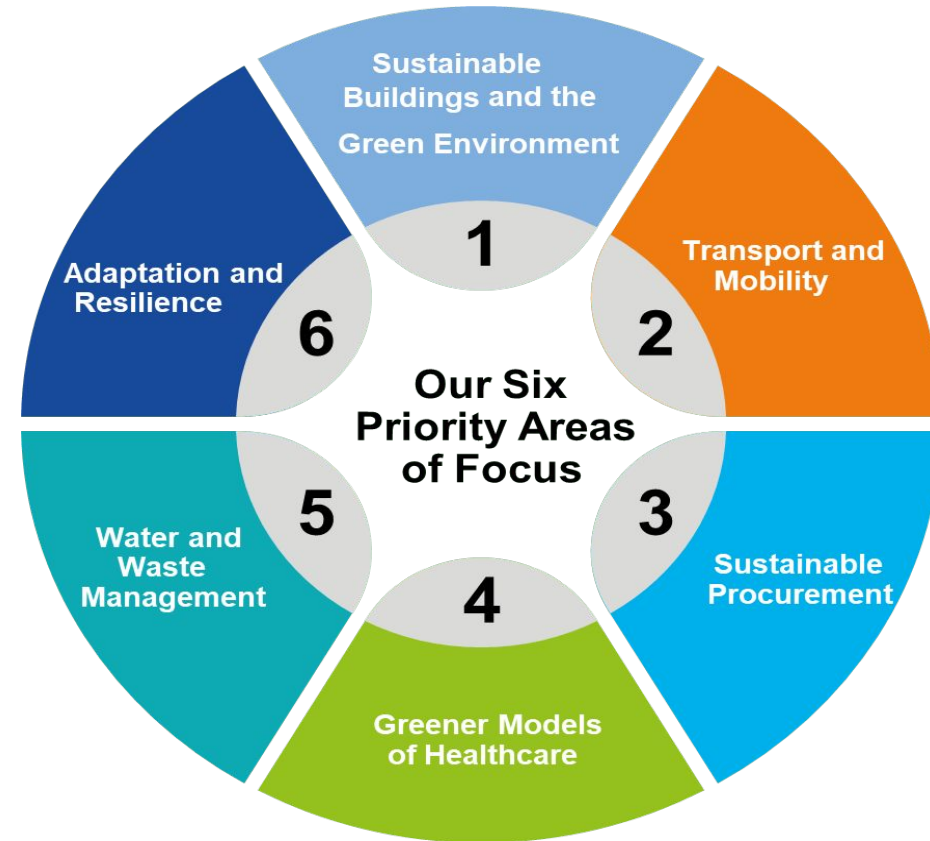 Sustainable
Buildings and the
Green Environment
1
Transport and
Mobility
2
Sustainable
Procurement
3
Greener Models
of Healthcare
4
Water and
Waste
Management
5
Adaptation and
Resilience
6
Our Six
Priority Areas
of Focus